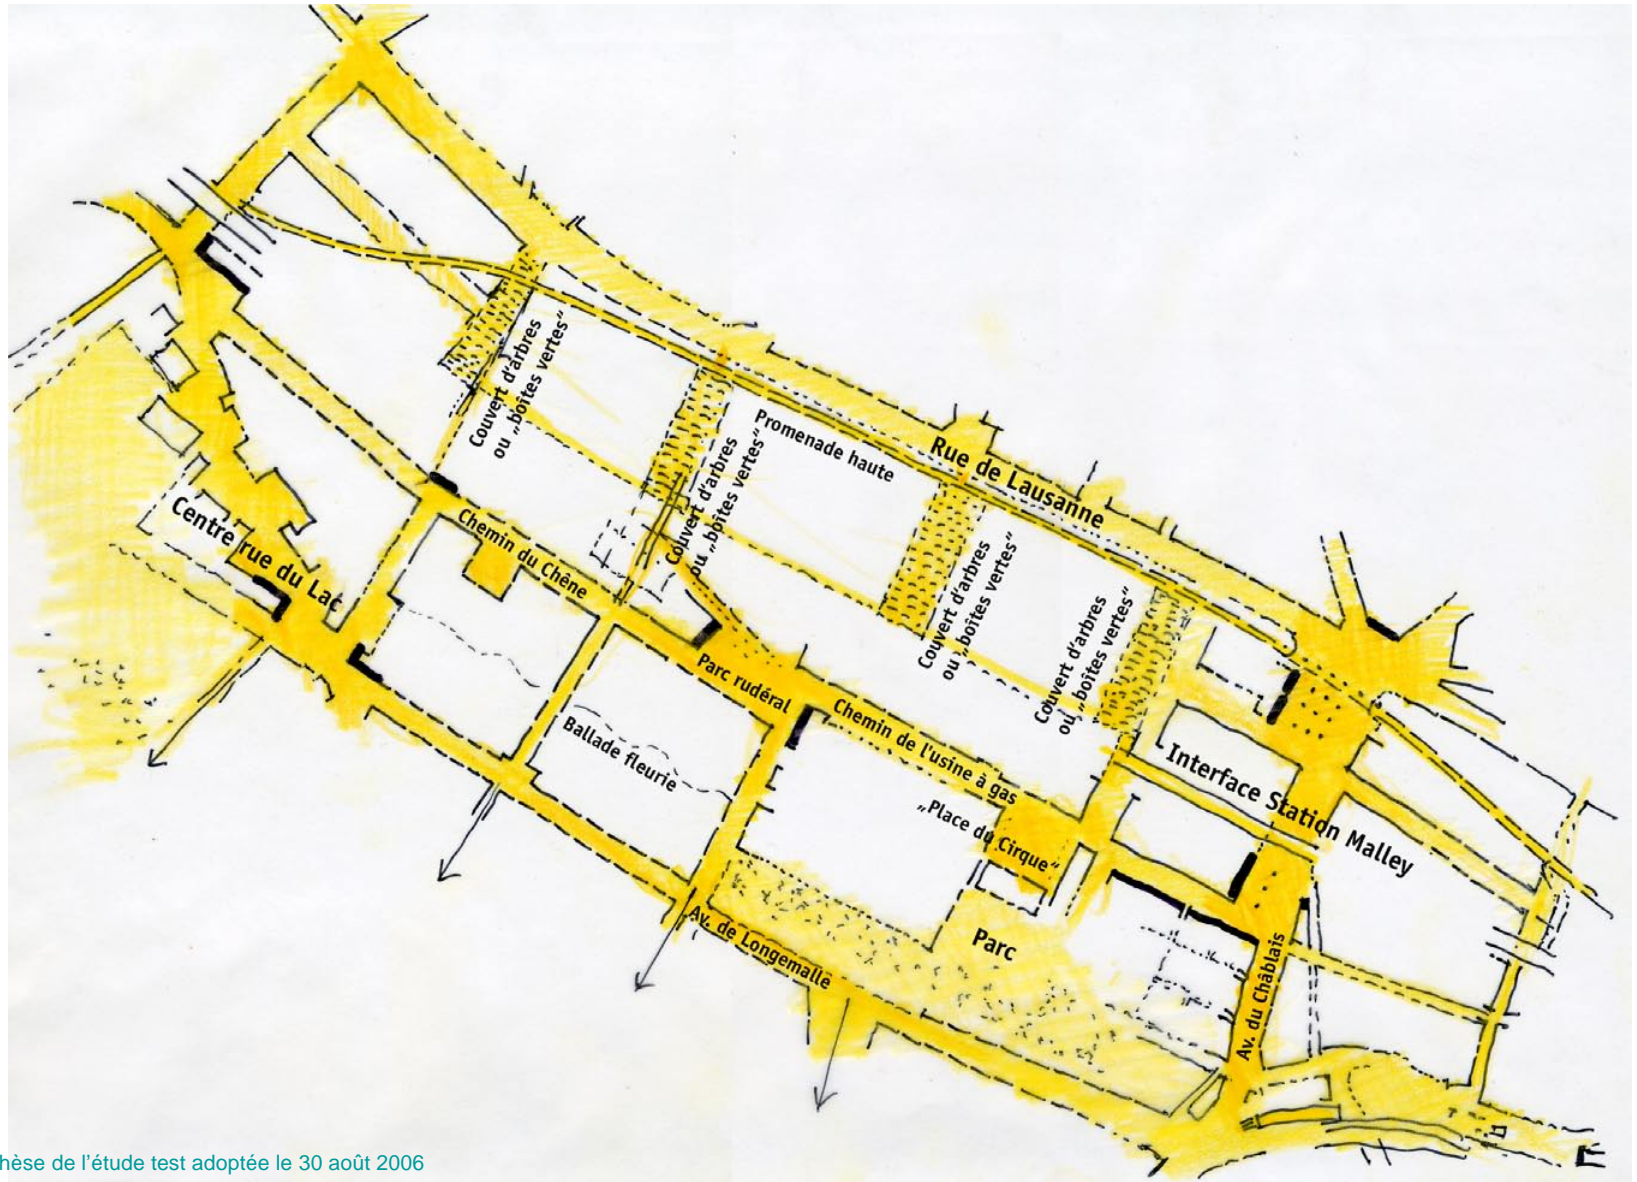 Couvert d'arbres
ou „boîtes vertes“
Promenade haute
Rue de Lausanne
Couvert d'arbres
ou „boîtes vertes“
Centre rue du Lac
Chemin du Chêne
Couvert d'arbres
ou „boîtes vertes“
Couvert d'arbres
ou „boîtes vertes“
Parc rudéral
Chemin de l'usine à gas
Ballade fleurie
Interface Station Malley
„Place du Cirque“
Parc
Av. de Longemalle
Av. du Châblais
hèse de l'étude test adoptée le 30 août 2006